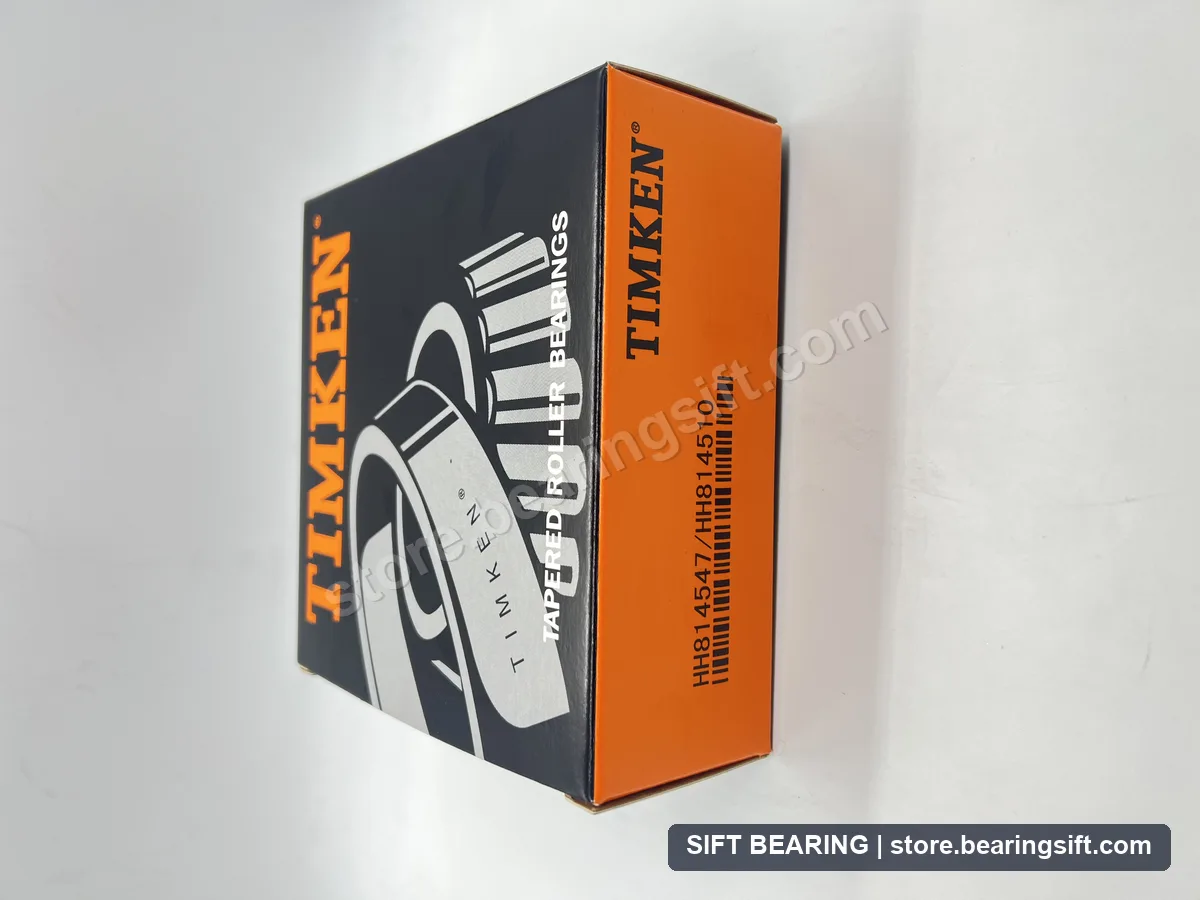 TIMKEN®
TIMKEN®
TAPERED ROLLER BEARINGS
TIMKEN®
HH814547/HH814510
store.bearingsift.com
SIFT BEARING | store.bearingsift.com